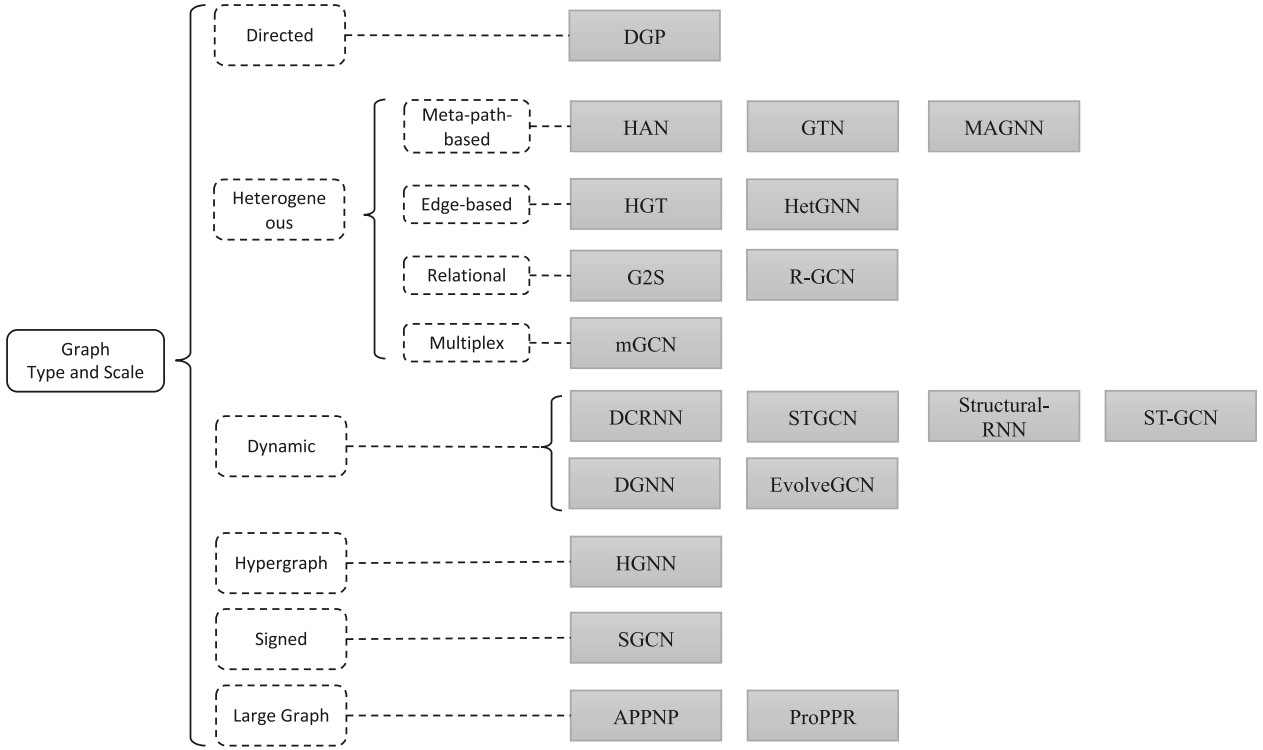 Directed
DGP
Meta-path-
based
HAN
GTN
MAGNN
Heterogene
ous
Edge-based
HGT
HetGNN
Relational
G2S
R-GCN
Multiplex
mGCN
Graph
Type and Scale
Dynamic
DCRNN
STGCN
Structural-
RNN
ST-GCN
DGNN
EvolveGCN
Hypergraph
HGNN
Signed
SGCN
Large Graph
APPNP
ProPPR